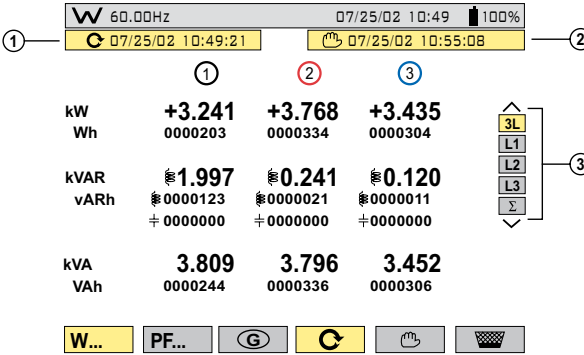 W 60.00Hz 07/25/02 10:49 100%
1 07/25/02 10:49:21 07/25/02 10:55:08 2
1 2 3
kW +3.241 +3.768 +3.435
Wh 0000203 0000334 0000304
3L
L1
L2
L3
Σ
3
kVAR 1.997 0.241 0.120
vARh 0000123 0000021 0000011
0000000 0000000 0000000
kVA 3.809 3.796 3.452
VAh 0000244 0000336 0000306
W... PF... G